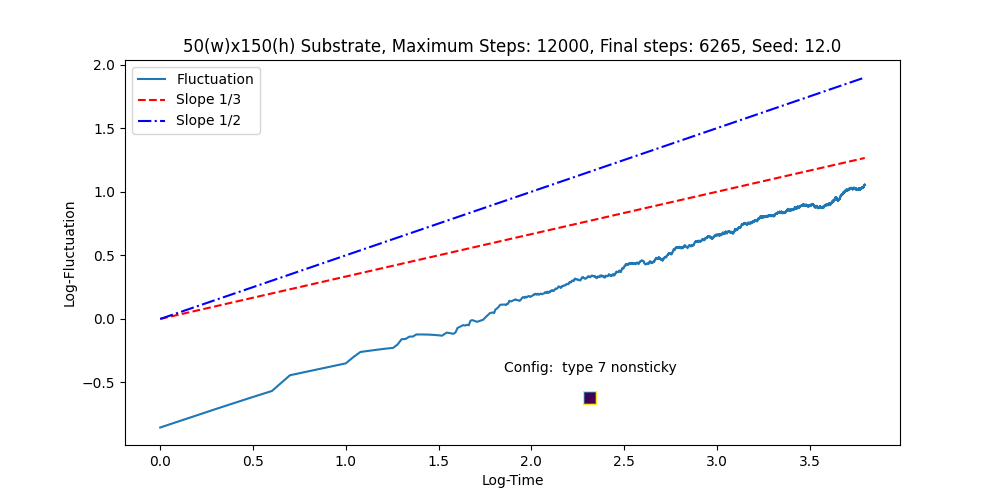 50(w)x150(h) Substrate, Maximum Steps: 12000, Final steps: 6265, Seed: 12.0
Fluctuation
Slope 1/3
Slope 1/2
2.0
1.5
1.0
0.5
0.0
−0.5
Log-Fluctuation
Config:  type 7 nonsticky
0.0 0.5 1.0 1.5 2.0 2.5 3.0 3.5
Log-Time